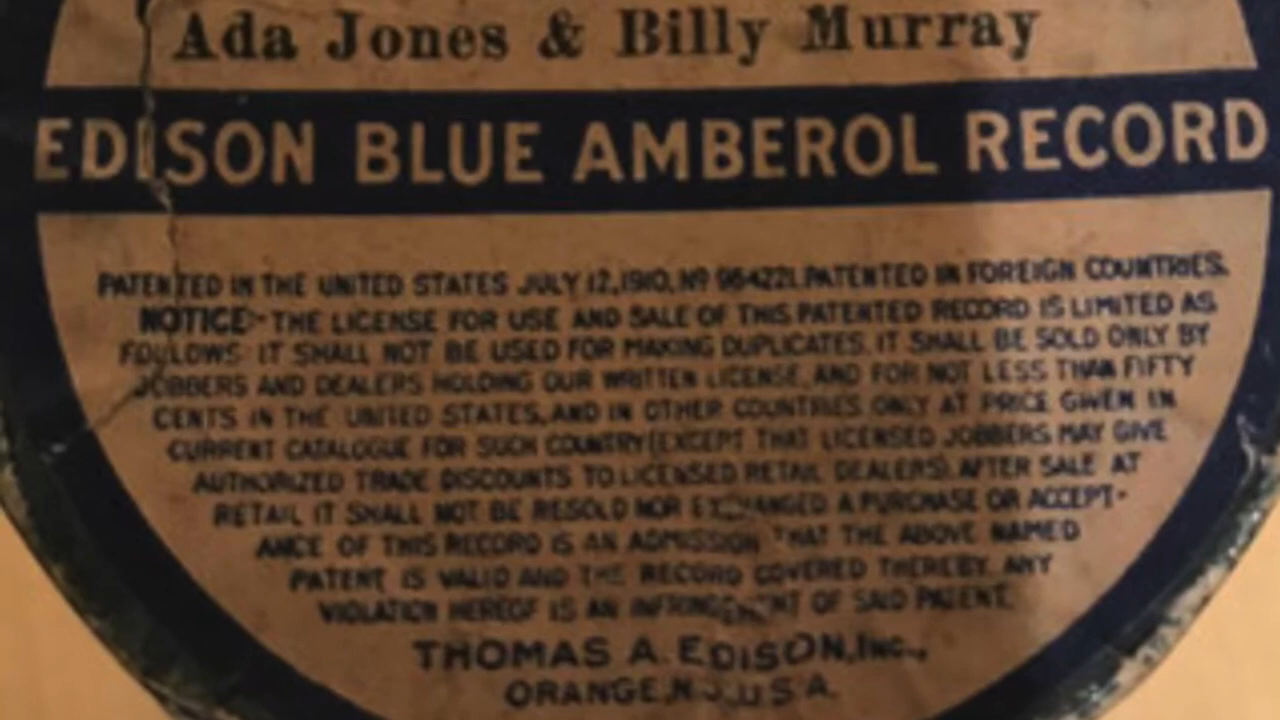 Ada Jones & Billy Murray
EDISON BLUE AMBEROL RECORD
PATENTED IN THE UNITED STATES JULY 12, 1910, Nº 964221. PATENTED IN FOREIGN COUNTRIES.
NOTICE:- THE LICENSE FOR USE AND SALE OF THIS PATENTED RECORD IS LIMITED AS
FOLLOWS: IT SHALL NOT BE USED FOR MAKING DUPLICATES. IT SHALL BE SOLD ONLY BY
JOBBERS AND DEALERS HOLDING OUR WRITTEN LICENSE, AND FOR NOT LESS THAN FIFTY
CENTS IN THE UNITED STATES, AND IN OTHER COUNTRIES ONLY AT PRICE GIVEN IN
CURRENT CATALOGUE FOR SUCH COUNTRY (EXCEPT THAT LICENSED JOBBERS MAY GIVE
AUTHORIZED TRADE DISCOUNTS TO LICENSED RETAIL DEALERS). AFTER SALE AT
RETAIL IT SHALL NOT BE RESOLD NOR EXCHANGED. A PURCHASE OR ACCEPT-
ANCE OF THIS RECORD IS AN ADMISSION THAT THE ABOVE NAMED
PATENT IS VALID AND THE RECORD COVERED THEREBY. ANY
VIOLATION HEREOF IS AN INFRINGEMENT OF SAID PATENT.
THOMAS A. EDISON, Inc.,
ORANGE, N.J., U.S.A.